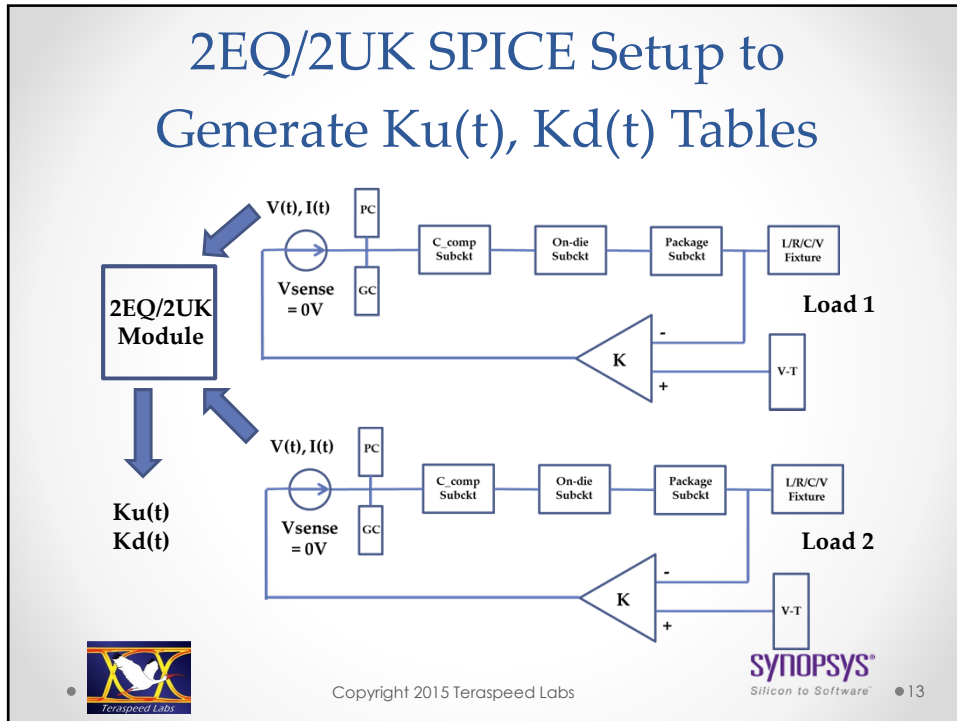 2EQ/2UK SPICE Setup to
Generate Ku(t), Kd(t) Tables
V(t), I(t)
PC
C_comp
Subckt
On-die
Subckt
Package
Subckt
L/R/C/V
Fixture
GC
Vsense
= 0V
Load 1
2EQ/2UK
Module
-
K
+
V-T
V(t), I(t)
PC
C_comp
Subckt
On-die
Subckt
Package
Subckt
L/R/C/V
Fixture
GC
Vsense
= 0V
Load 2
Ku(t)
Kd(t)
-
K
+
V-T
Teraspeed Labs
Copyright 2015 Teraspeed Labs
SYNOPSYS®
Silicon to Software™
13